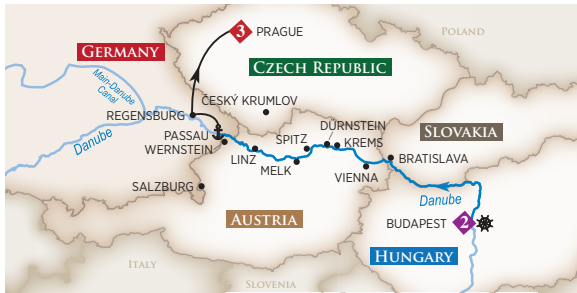 POLAND
3 PRAGUE
GERMANY
CZECH REPUBLIC
Main-Danube
Canal
ČESKÝ KRUMLOV
REGENSBURG
DÜRNSTEIN
SLOVAKIA
PASSAU
SPITZ
KREMS
WERNSTEIN
Danube
LINZ
BRATISLAVA
MELK
VIENNA
SALZBURG
Danube
AUSTRIA
BUDAPEST 2
HUNGARY
ITALY
SLOVENIA